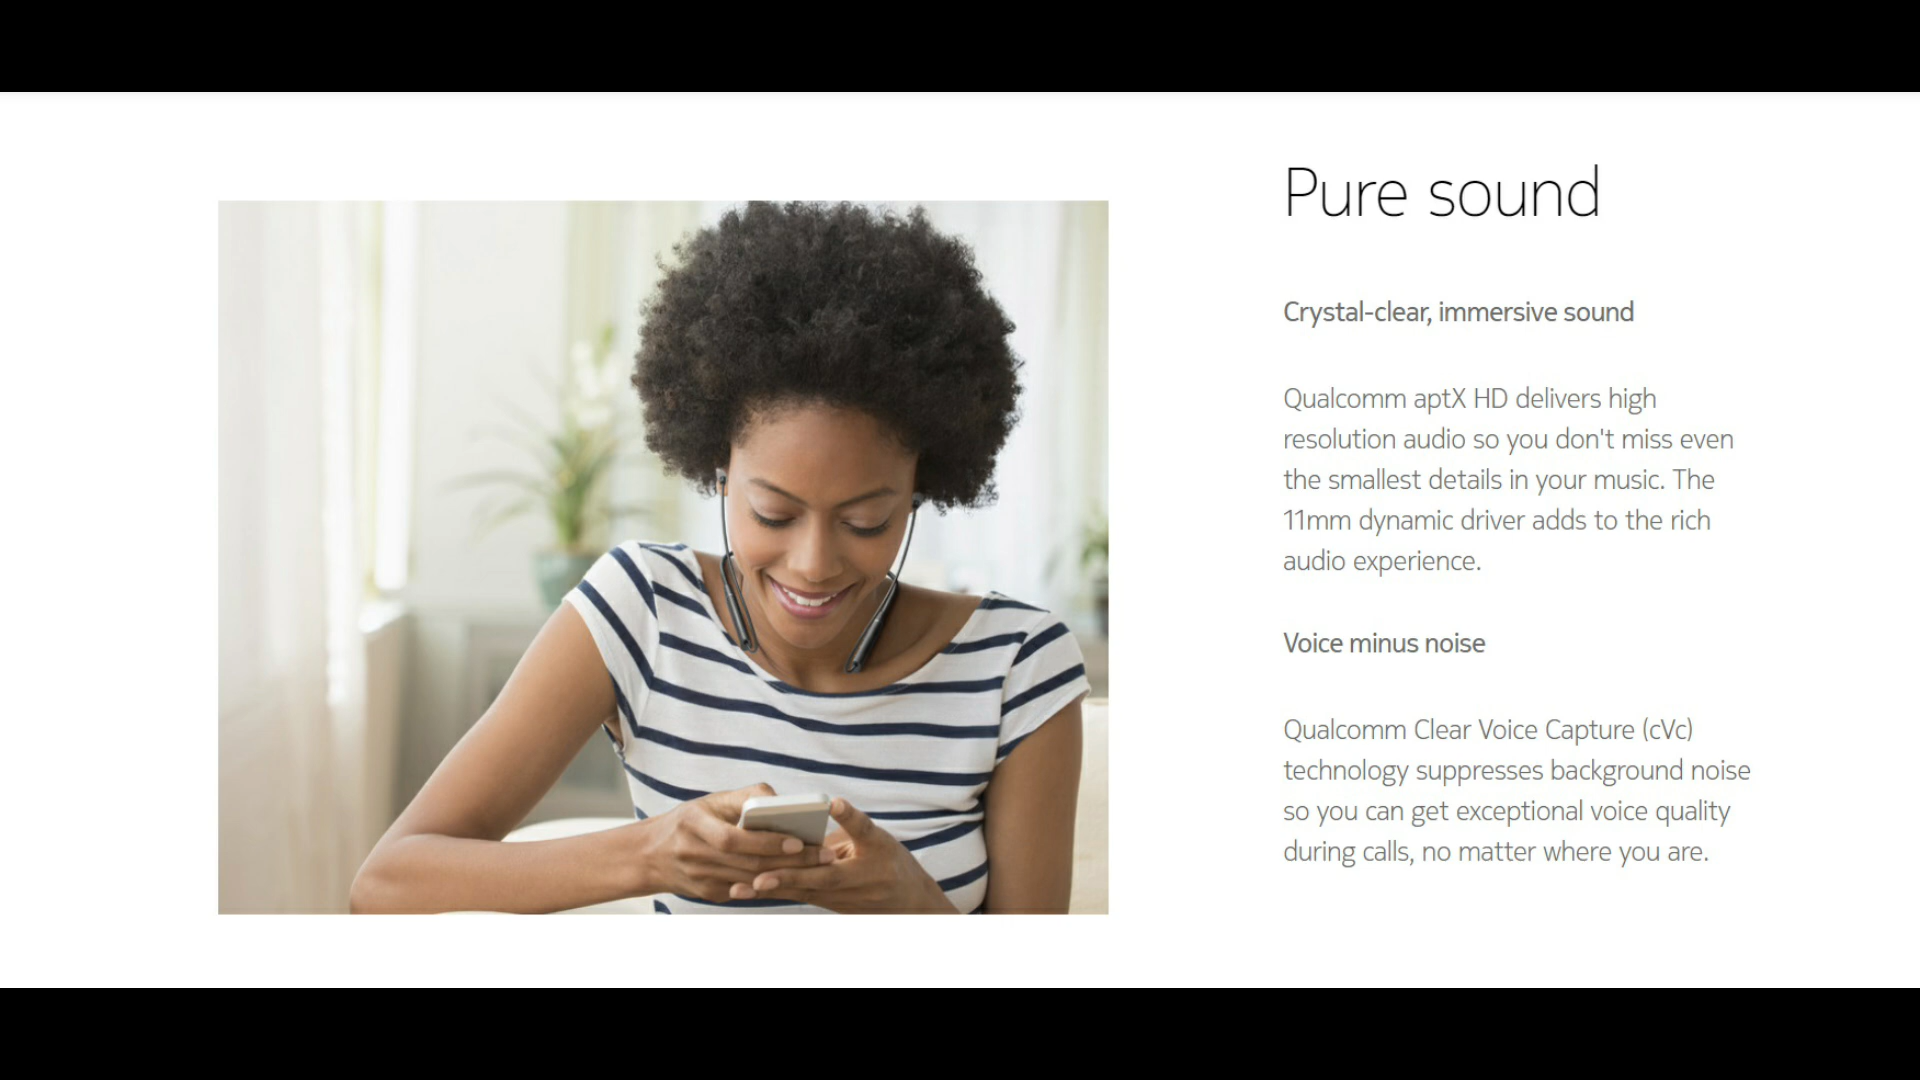 Pure sound
Crystal-clear, immersive sound
Qualcomm aptX HD delivers high
resolution audio so you don't miss even
the smallest details in your music. The
11mm dynamic driver adds to the rich
audio experience.
Voice minus noise
Qualcomm Clear Voice Capture (cVc)
technology suppresses background noise
so you can get exceptional voice quality
during calls, no matter where you are.